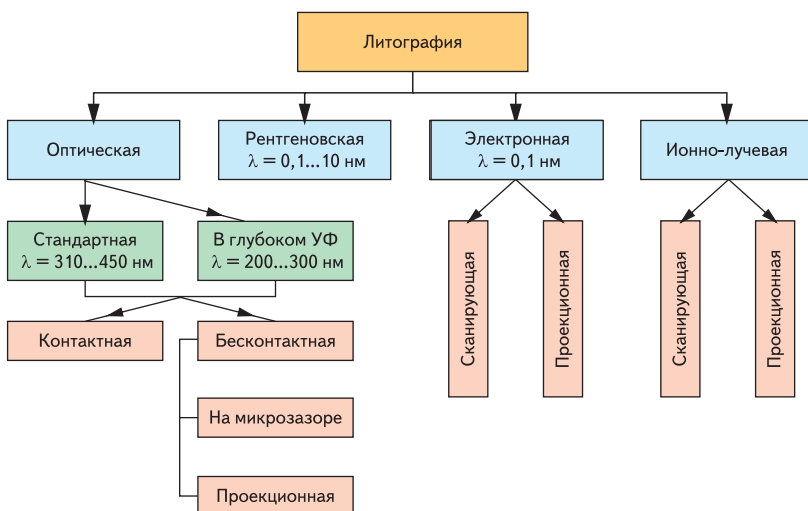 Литография
Оптическая
Рентгеновская
λ = 0,1...10 нм
Электронная
λ = 0,1 нм
Ионно-лучевая
Стандартная
λ = 310...450 нм
В глубоком УФ
λ = 200...300 нм
Сканирующая
Проекционная
Сканирующая
Проекционная
Контактная
Бесконтактная
На микрозазоре
Проекционная